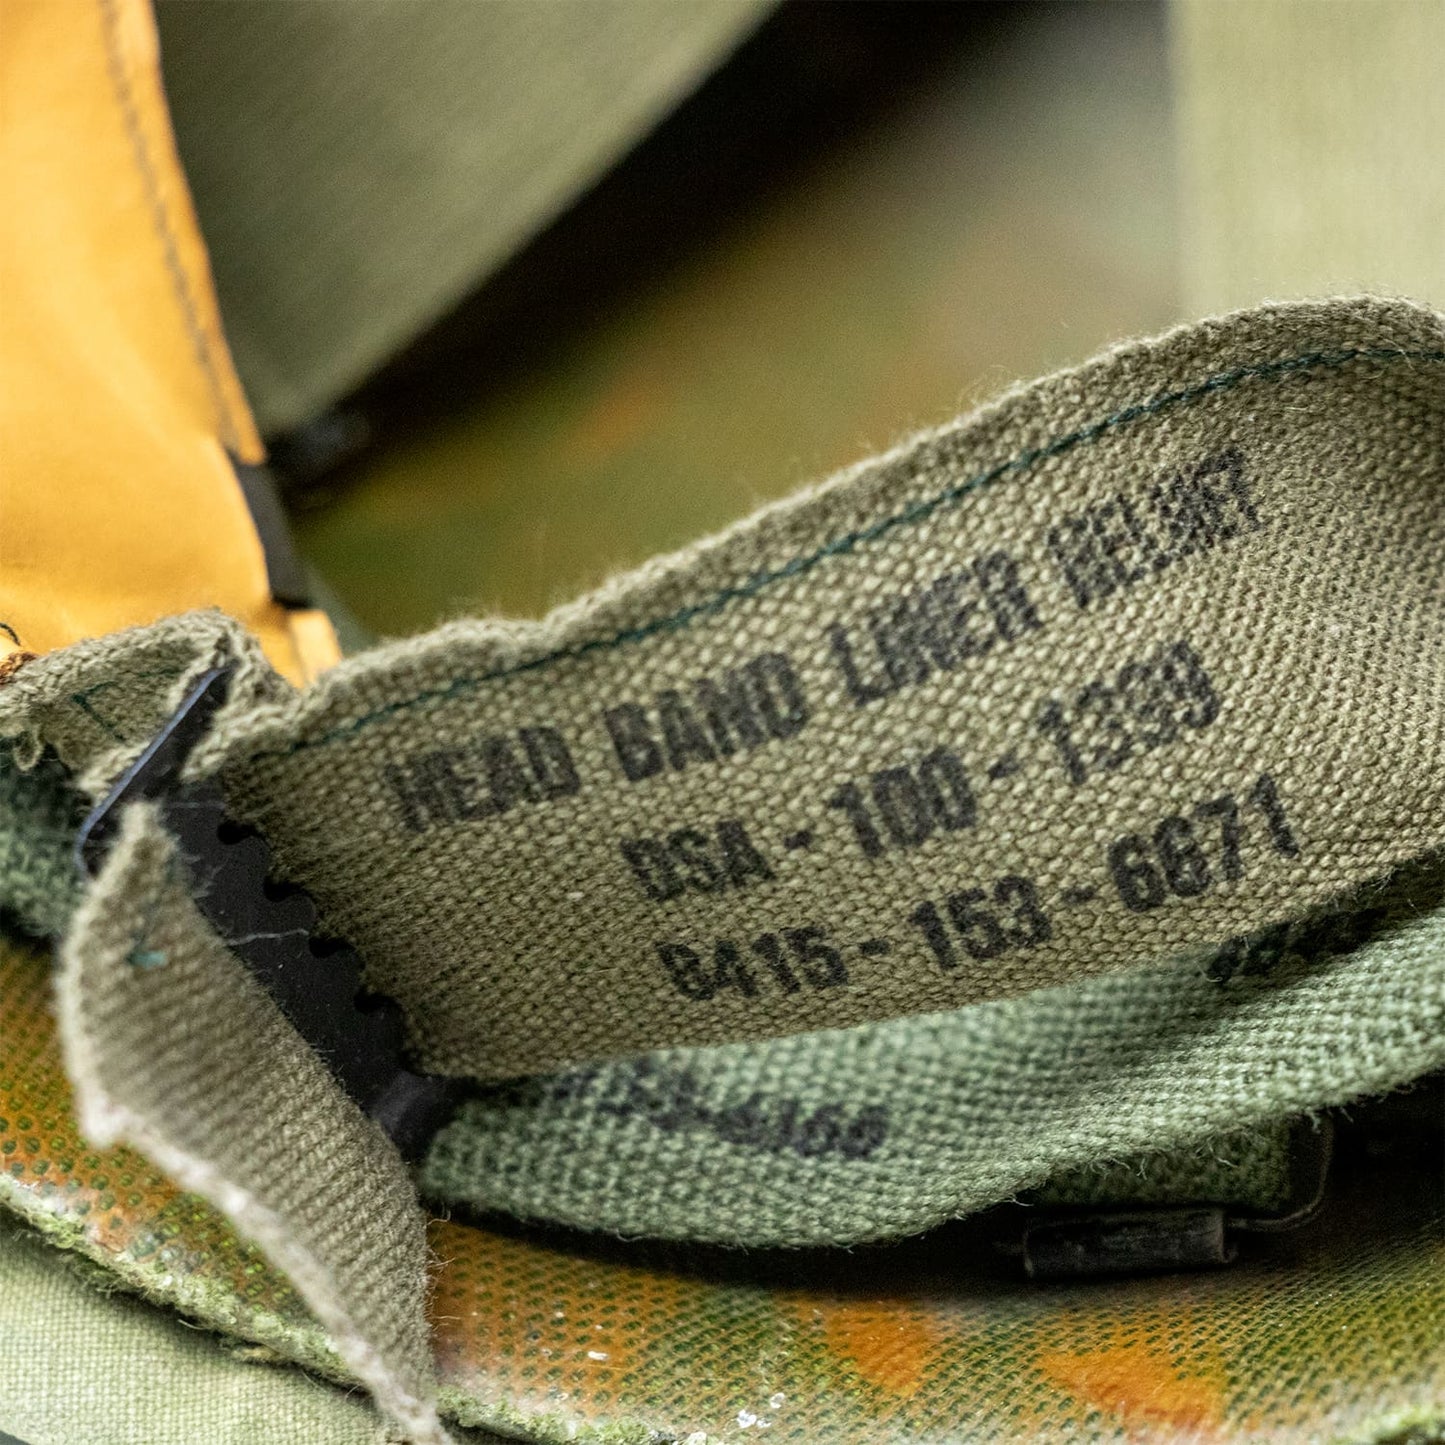 HEAD BAND LINER HELMET
DSA - 100 - 1339
8415 - 153 - 6671